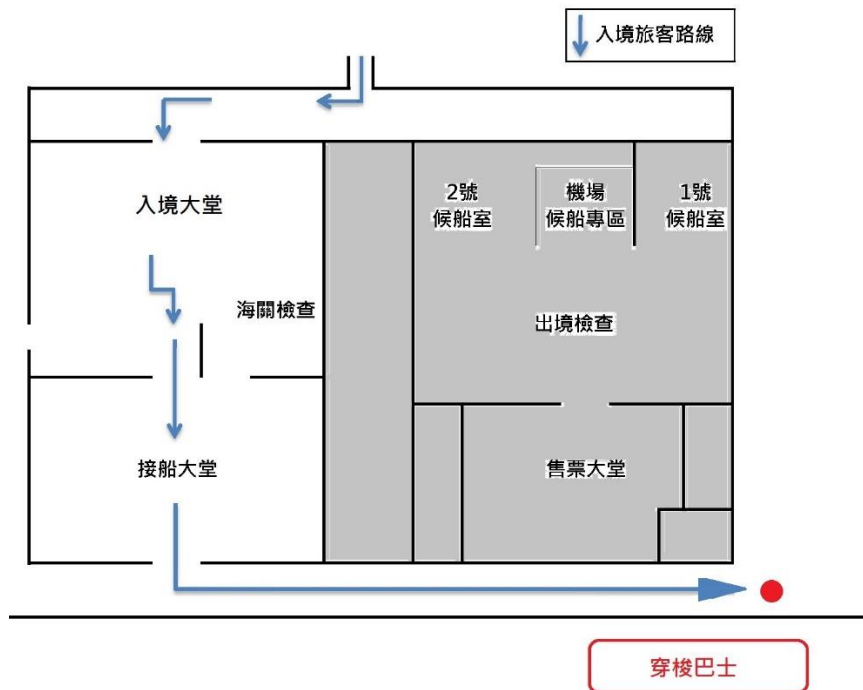 入境旅客路線
入境大堂
2號
候船室
機場
候船專區
1號
候船室
海關檢查
出境檢查
接船大堂
售票大堂
穿梭巴士